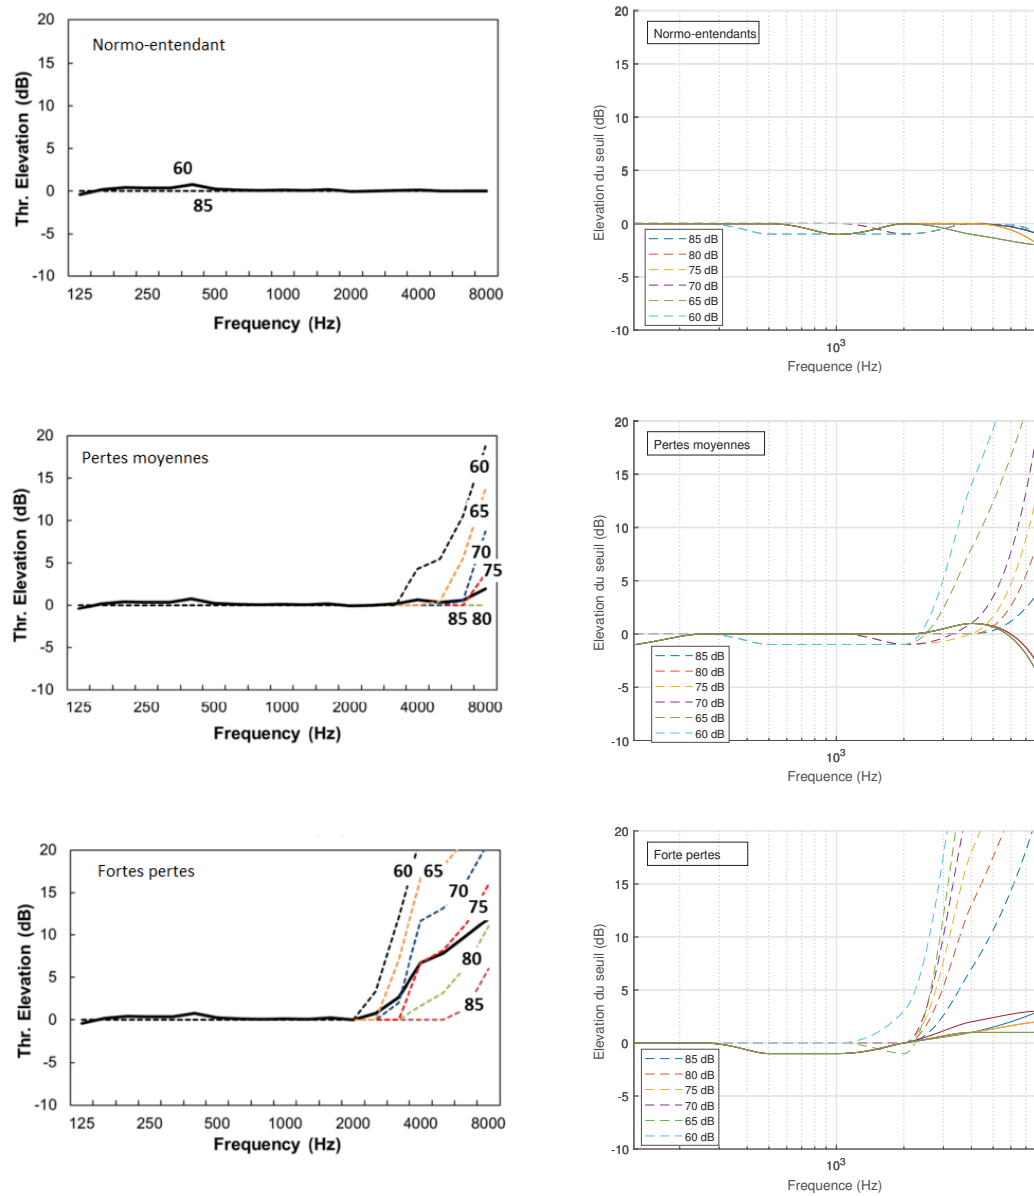 20
15
10
5
0
-5
-10
Thr. Elevation (dB)
Normo-entendant
60
85
125 250 500 1000 2000 4000 8000
Frequency (Hz)
20
15
10
5
0
-5
-10
Elevation du seuil (dB)
Normo-entendants
85 dB
80 dB
75 dB
70 dB
65 dB
60 dB
10³
Frequence (Hz)
20
15
10
5
0
-5
-10
Thr. Elevation (dB)
Pertes moyennes
60
65
70
75
85 80
125 250 500 1000 2000 4000 8000
Frequency (Hz)
20
15
10
5
0
-5
-10
Elevation du seuil (dB)
Pertes moyennes
85 dB
80 dB
75 dB
70 dB
65 dB
60 dB
10³
Frequence (Hz)
20
15
10
5
0
-5
-10
Thr. Elevation (dB)
Fortes pertes
60 65
70
75
80
85
125 250 500 1000 2000 4000 8000
Frequency (Hz)
20
15
10
5
0
-5
-10
Elevation du seuil (dB)
Forte pertes
85 dB
80 dB
75 dB
70 dB
65 dB
60 dB
10³
Frequence (Hz)